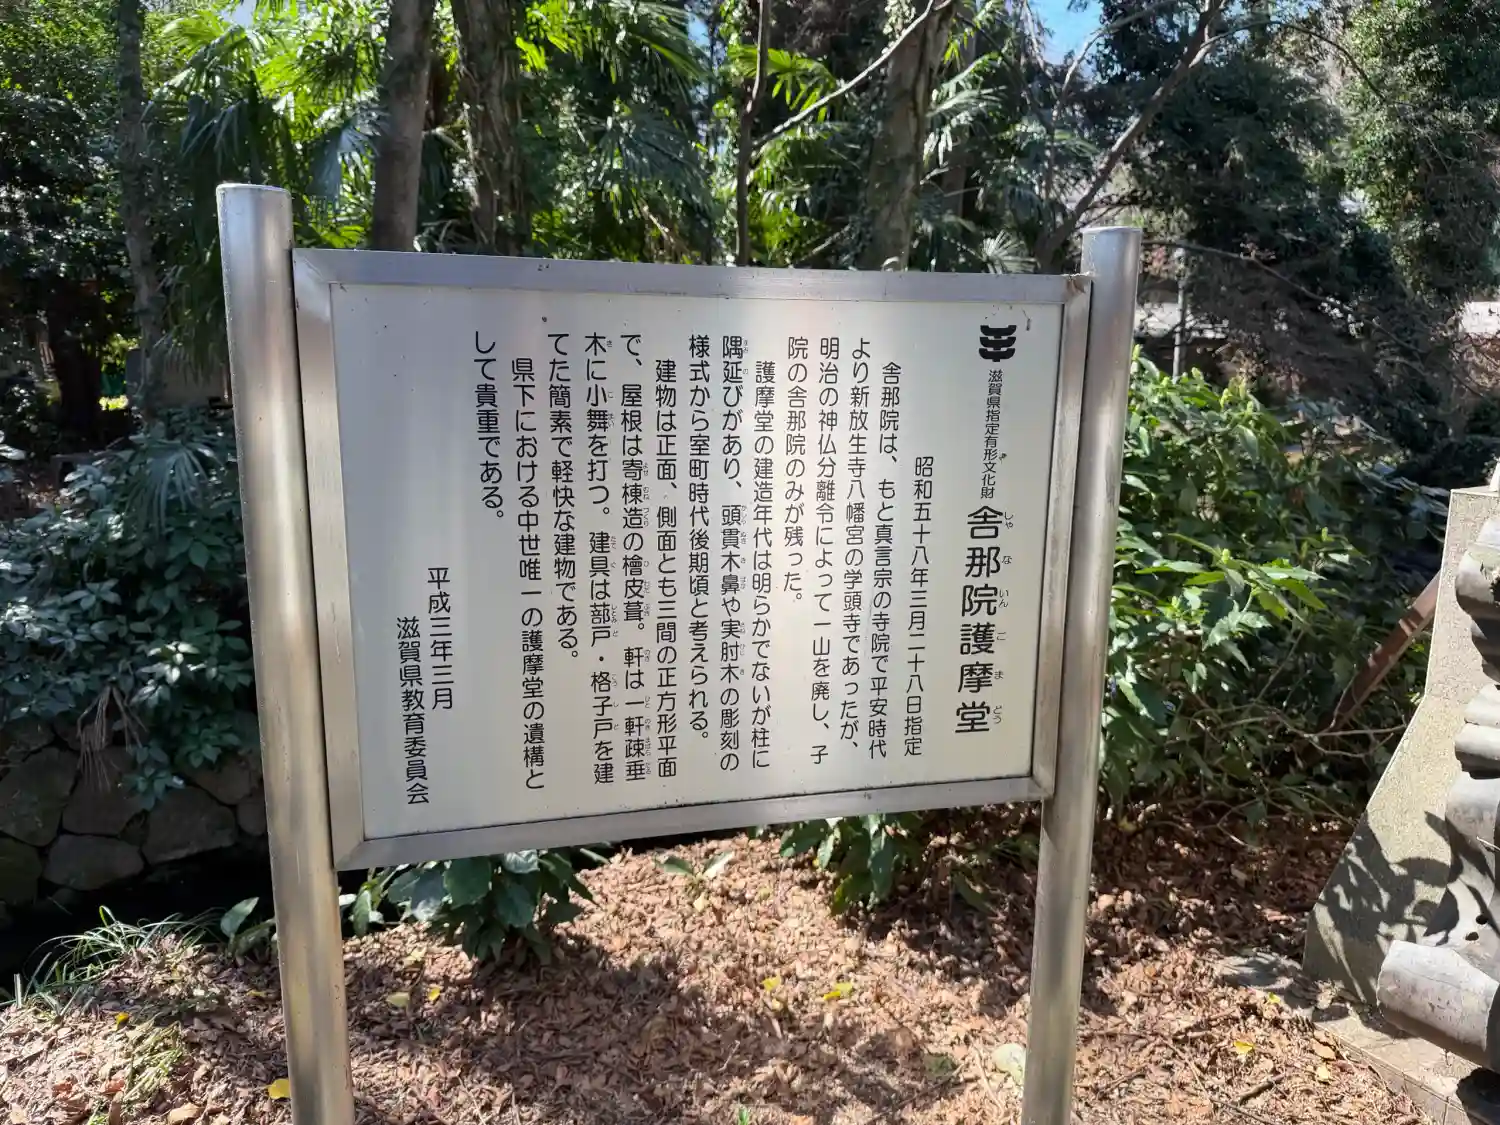 滋賀県指定有形文化財 舎那院護摩堂
しゃ な いん ご ま どう
昭和五十八年三月二十八日指定
舎那院は、もと真言宗の寺院で平安時代
より新放生寺八幡宮の学頭寺であったが、
明治の神仏分離令によって一山を廃し、子
院の舎那院のみが残った。
護摩堂の建造年代は明らかでないが柱に
隅延びがあり、頭貫木鼻や実肘木の彫刻の
様式から室町時代後期頃と考えられる。
建物は正面、側面とも三間の正方形平面
で、屋根は寄棟造の檜皮葺。軒は一軒疎垂
木に小舞を打つ。建具は蔀戸・格子戸を建
てた簡素で軽快な建物である。
県下における中世唯一の護摩堂の遺構と
して貴重である。
平成三年三月
滋賀県教育委員会